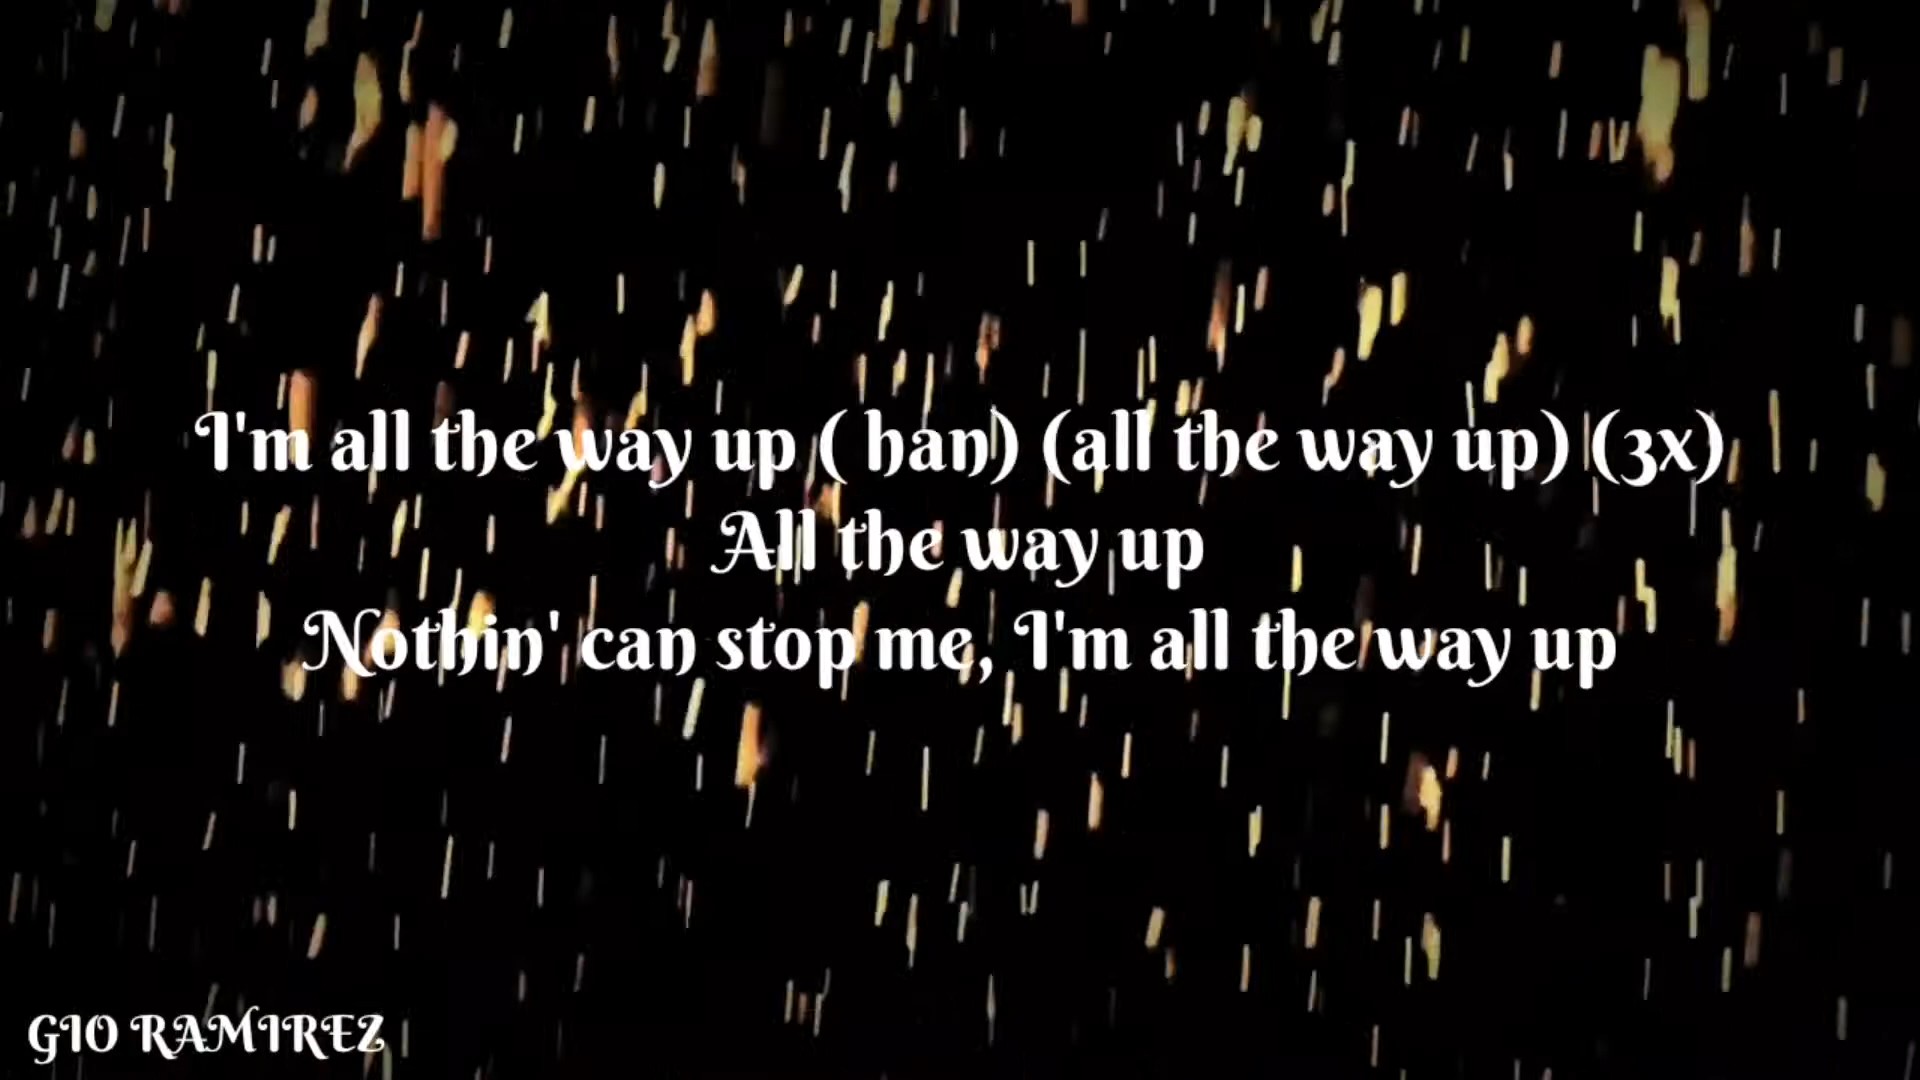 I'm all the way up ( han) (all the way up) (3x)
All the way up
Nothin' can stop me, I'm all the way up
GIO RAMIREZ